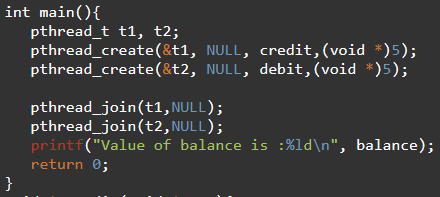 int main(){
pthread_t t1, t2;
pthread_create(&t1, NULL, credit,(void *)5);
pthread_create(&t2, NULL, debit,(void *)5);
pthread_join(t1,NULL);
pthread_join(t2,NULL);
printf("Value of balance is :%ld\n", balance);
return 0;
}